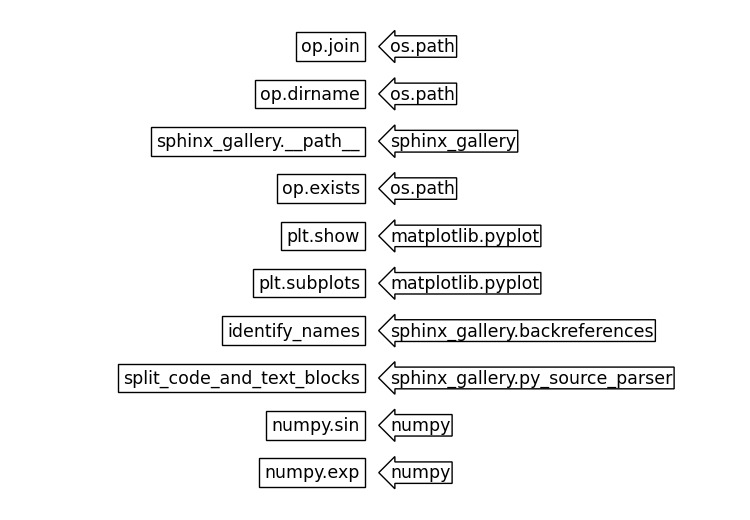 op.join os.path
op.dirname os.path
sphinx_gallery.__path__ sphinx_gallery
op.exists os.path
plt.show matplotlib.pyplot
plt.subplots matplotlib.pyplot
identify_names sphinx_gallery.backreferences
split_code_and_text_blocks sphinx_gallery.py_source_parser
numpy.sin numpy
numpy.exp numpy